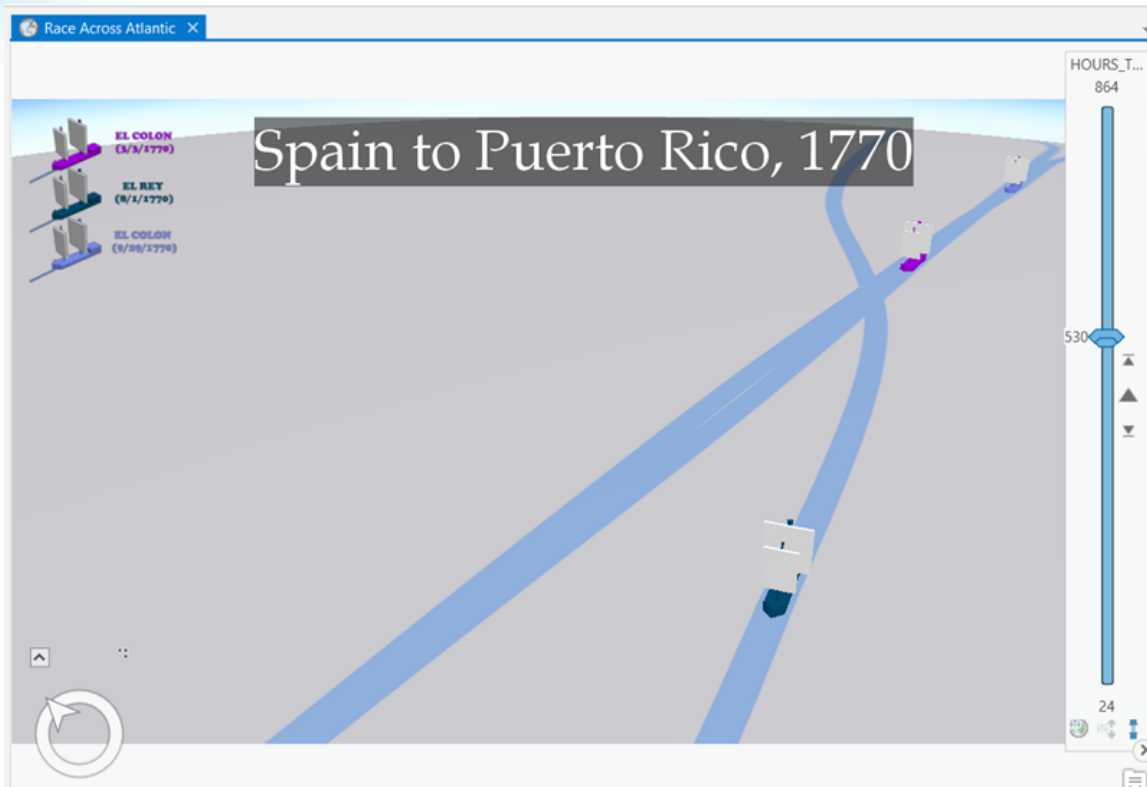 Race Across Atlantic
HOURS_T...
864
EL COLON
(3/3/1770)
Spain to Puerto Rico, 1770
EL REY
(8/1/1770)
EL COLON
(9/29/1770)
530
24